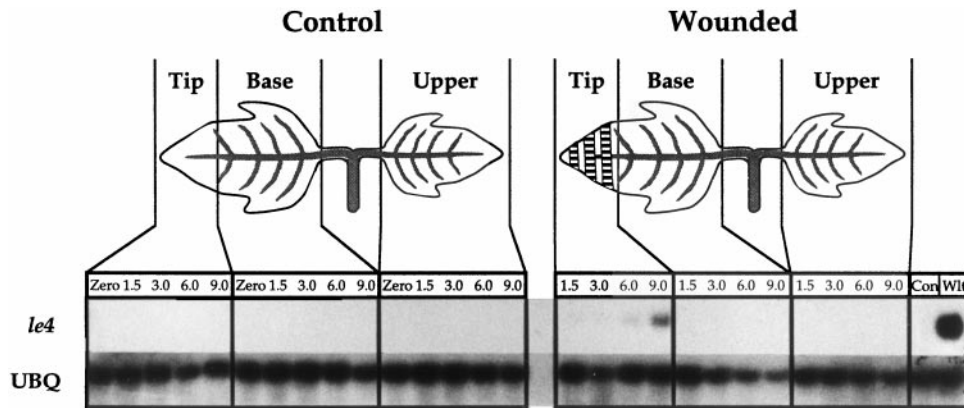 Control Wounded
Tip Base Upper Tip Base Upper
Zero 1.5 3.0 6.0 9.0 Zero 1.5 3.0 6.0 9.0 Zero 1.5 3.0 6.0 9.0 1.5 3.0 6.0 9.0 1.5 3.0 6.0 9.0 1.5 3.0 6.0 9.0 Con Wlt
le4
UBQ